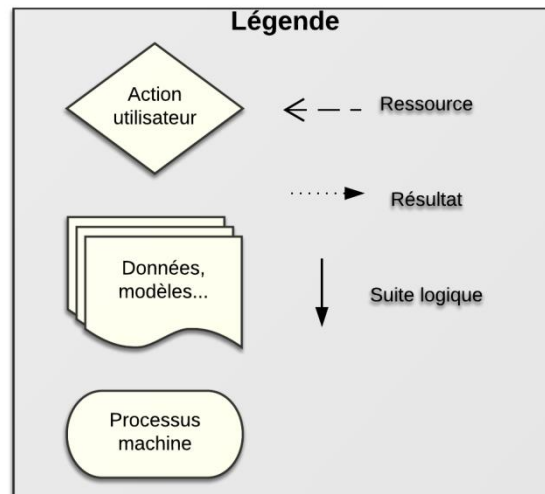 Légende
Action
utilisateur
Ressource
Résultat
Données,
modèles...
Suite logique
Processus
machine